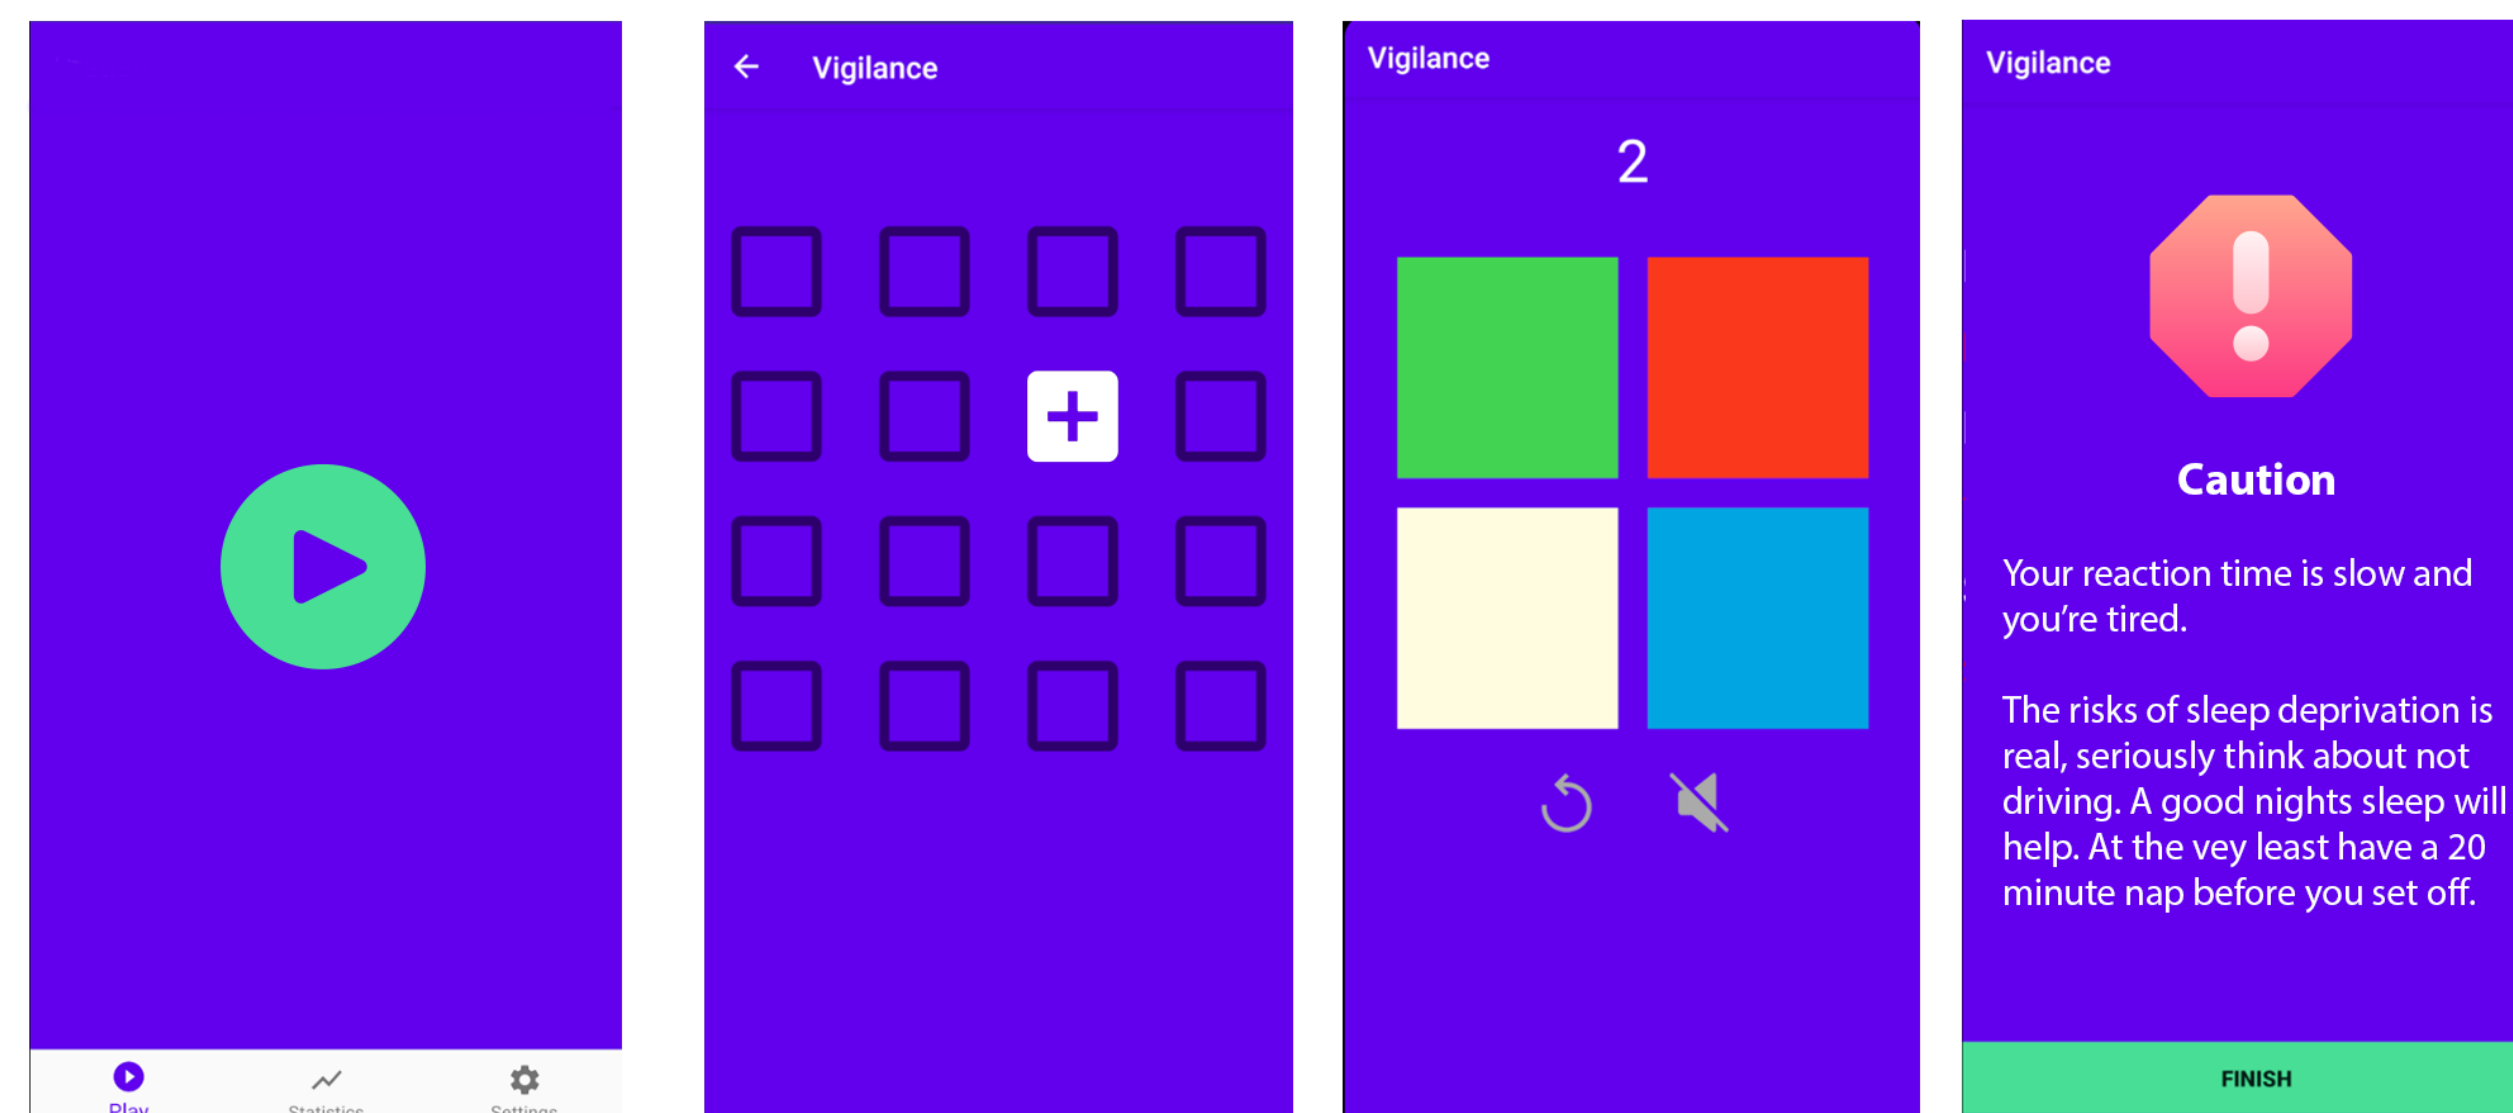 Play
Statistics
Settings
Vigilance
Vigilance
2
Vigilance
Caution
Your reaction time is slow and
you're tired.
The risks of sleep deprivation is
real, seriously think about not
driving. A good nights sleep will
help. At the vey least have a 20
minute nap before you set off.
FINISH